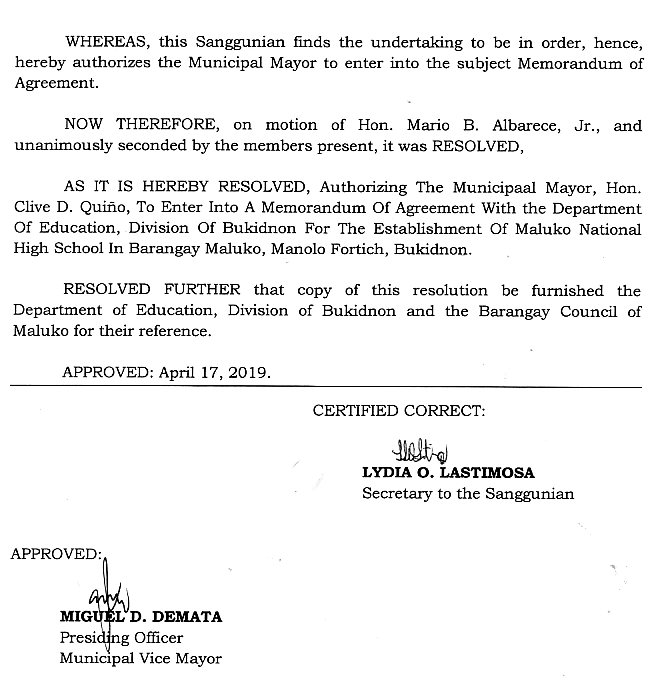 WHEREAS, this Sanggunian finds the undertaking to be in order, hence,
hereby authorizes the Municipal Mayor to enter into the subject Memorandum of
Agreement.
NOW THEREFORE, on motion of Hon. Mario B. Albarece, Jr., and
unanimously seconded by the members present, it was RESOLVED,
AS IT IS HEREBY RESOLVED, Authorizing The Municipaal Mayor, Hon.
Clive D. Quiño, To Enter Into A Memorandum Of Agreement With the Department
Of Education, Division Of Bukidnon For The Establishment Of Maluko National
High School In Barangay Maluko, Manolo Fortich, Bukidnon.
RESOLVED FURTHER that copy of this resolution be furnished the
Department of Education, Division of Bukidnon and the Barangay Council of
Maluko for their reference.
APPROVED: April 17, 2019.
CERTIFIED CORRECT:
LYDIA O. LASTIMOSA
Secretary to the Sanggunian
APPROVED:
MIGUEL D. DEMATA
Presiding Officer
Municipal Vice Mayor